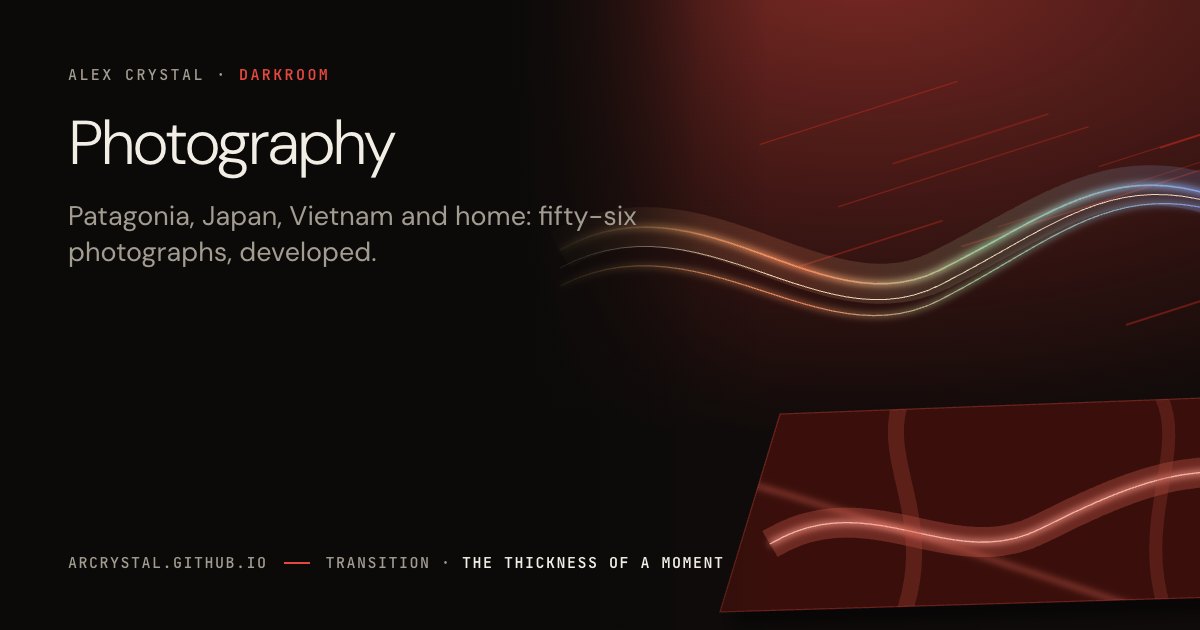 ALEX CRYSTAL · DARKROOM
Photography
Patagonia, Japan, Vietnam and home: fifty-six
photographs, developed.
ARCRYSTAL.GITHUB.IO — TRANSITION · THE THICKNESS OF A MOMENT